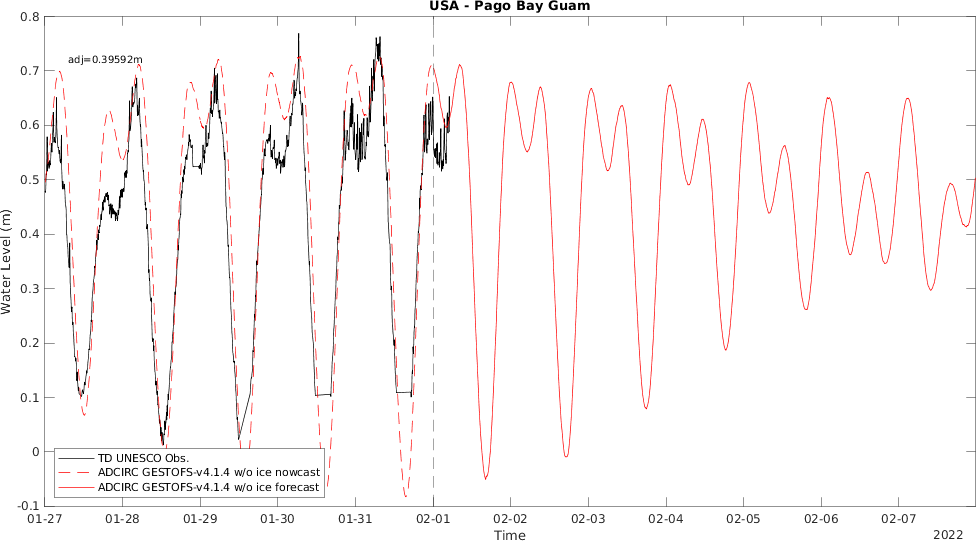 USA - Pago Bay Guam
adj=0.39592m
0.8
0.7
0.6
0.5
0.4
0.3
0.2
0.1
0
-0.1
Water Level (m)
TD UNESCO Obs.
ADCIRC GESTOFS-v4.1.4 w/o ice nowcast
ADCIRC GESTOFS-v4.1.4 w/o ice forecast
01-27 01-28 01-29 01-30 01-31 02-01 02-02 02-03 02-04 02-05 02-06 02-07
Time
2022